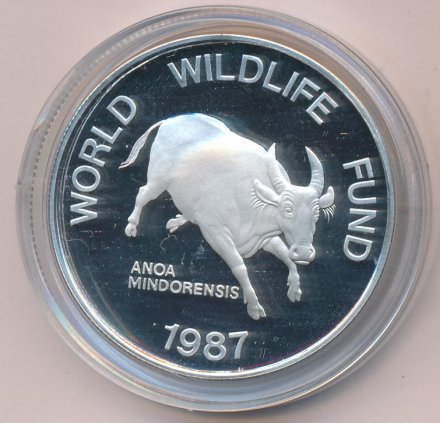 WORLD WILDLIFE FUND
ANOA
MINDORENSIS
1987